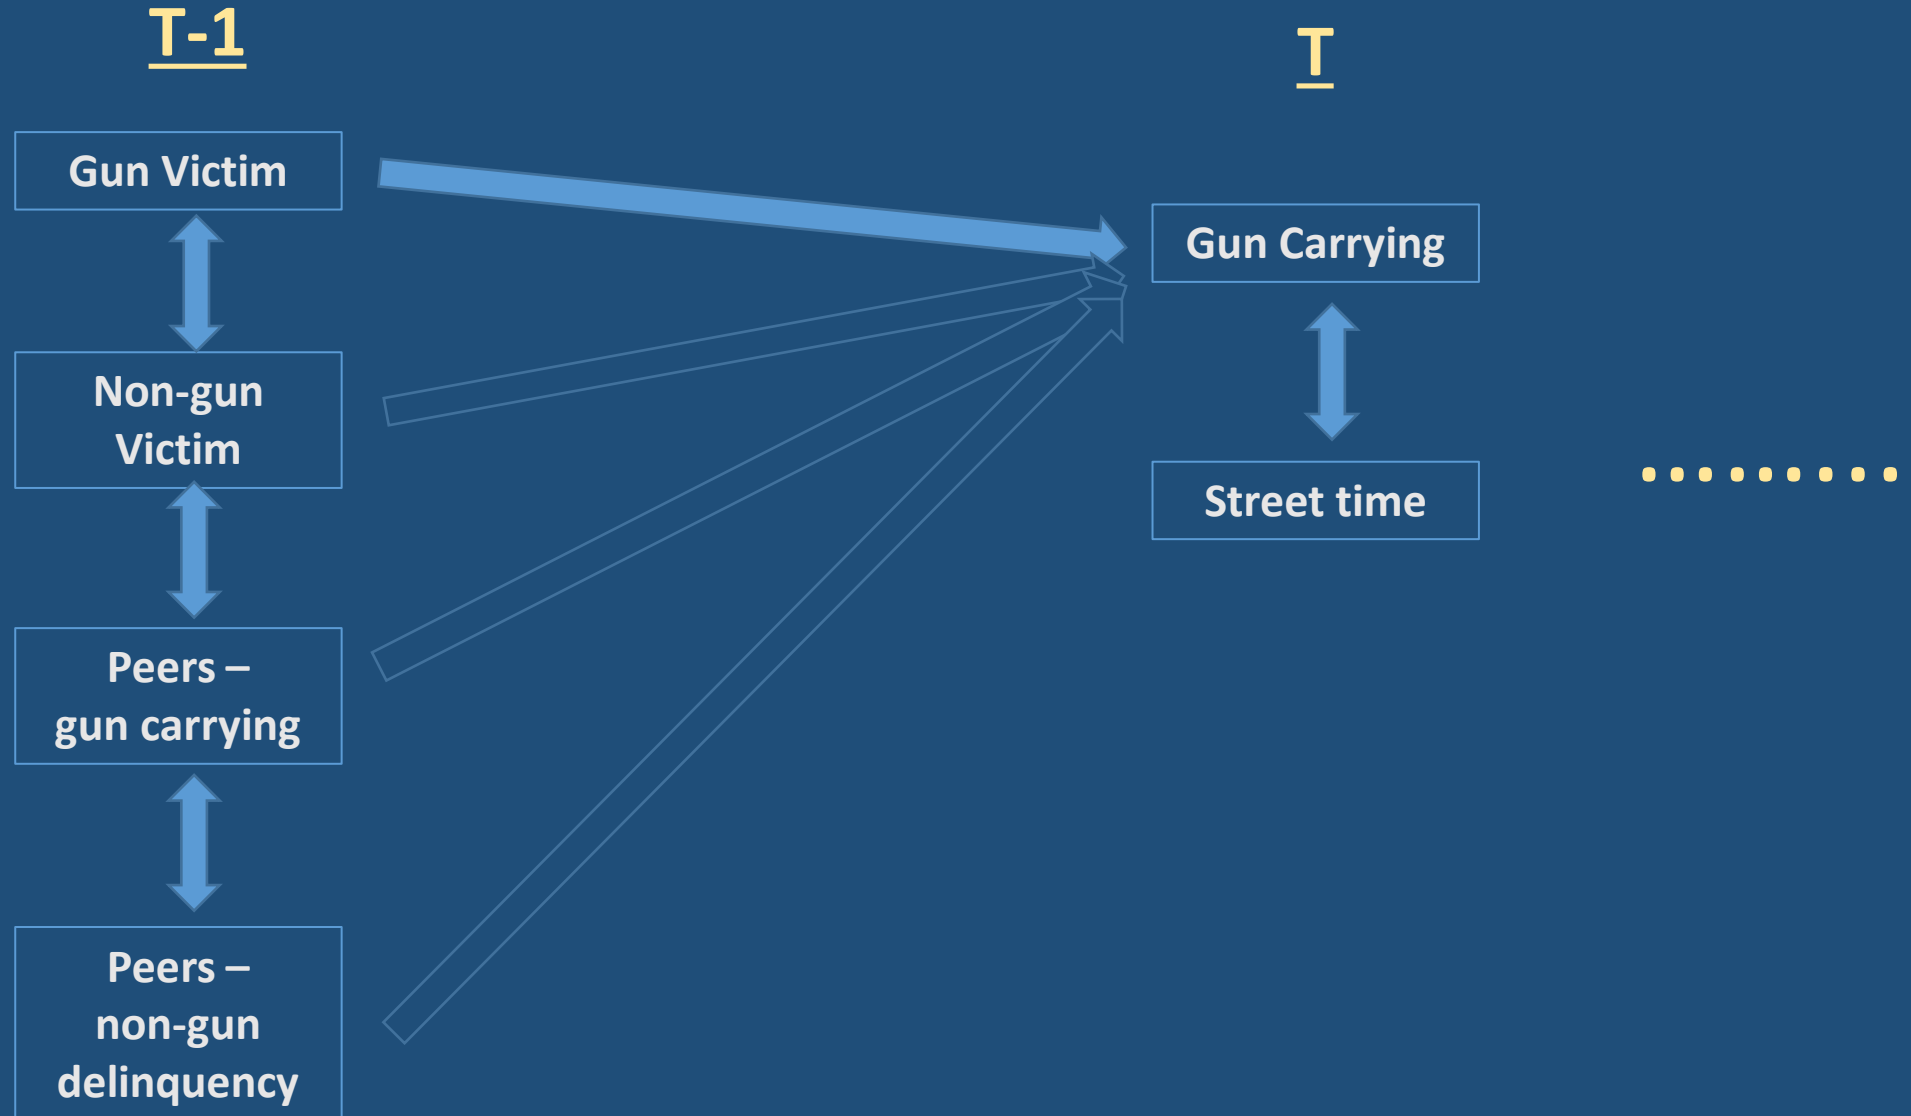 T-1
T
Gun Victim
Gun Carrying
Non-gun
Victim
Street time
.........
Peers –
gun carrying
Peers –
non-gun
delinquency